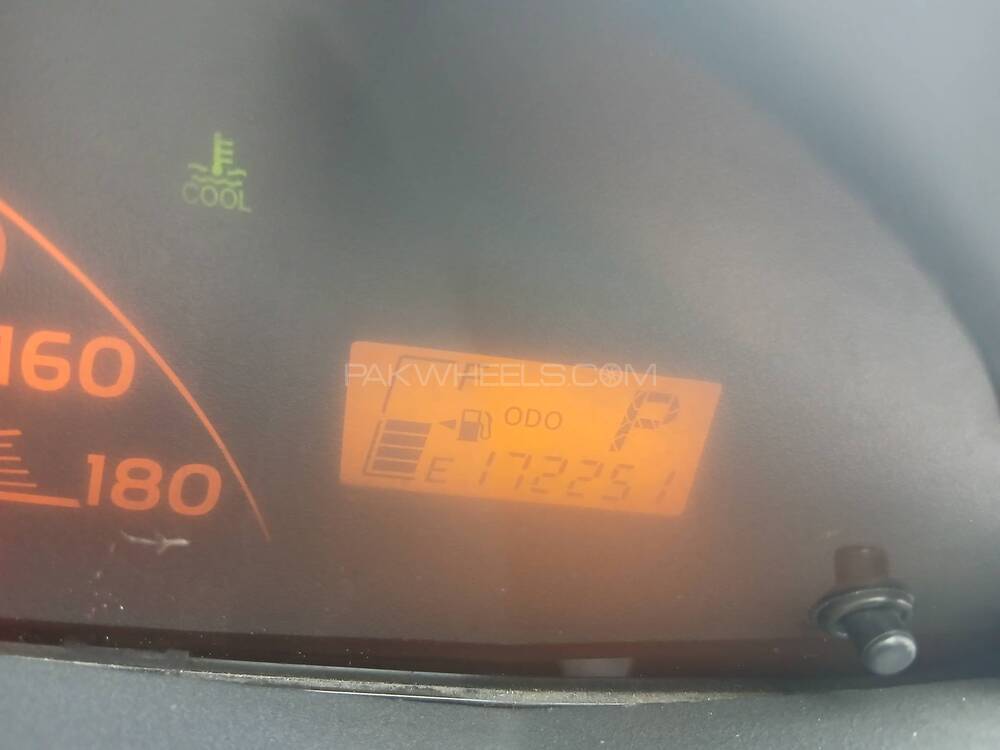 COOL
160
180
PAKWHEELS.COM
F
ODO
P
E 172251